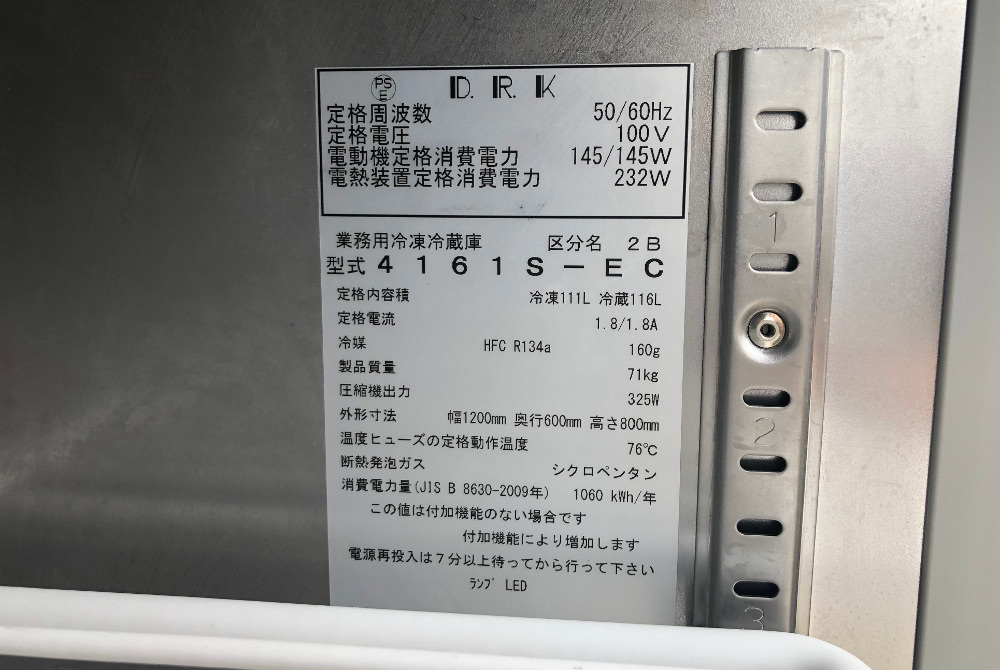 PS
E
D. R. K
定格周波数 50/60Hz
定格電圧 100V
電動機定格消費電力 145/145W
電熱装置定格消費電力 232W
業務用冷凍冷蔵庫 区分名 2B
型式 4161S-EC
定格内容積 冷凍111L 冷蔵116L
定格電流 1.8/1.8A
冷媒 HFC R134a 160g
製品質量 71kg
圧縮機出力 325W
外形寸法 幅1200mm 奥行600mm 高さ800mm
温度ヒューズの定格動作温度 76℃
断熱発泡ガス シクロペンタン
消費電力量(JIS B 8630-2009年) 1060 kWh/年
この値は付加機能のない場合です
付加機能により増加します
電源再投入は7分以上待ってから行って下さい
ﾗﾝﾌﾟ LED
1
2
3